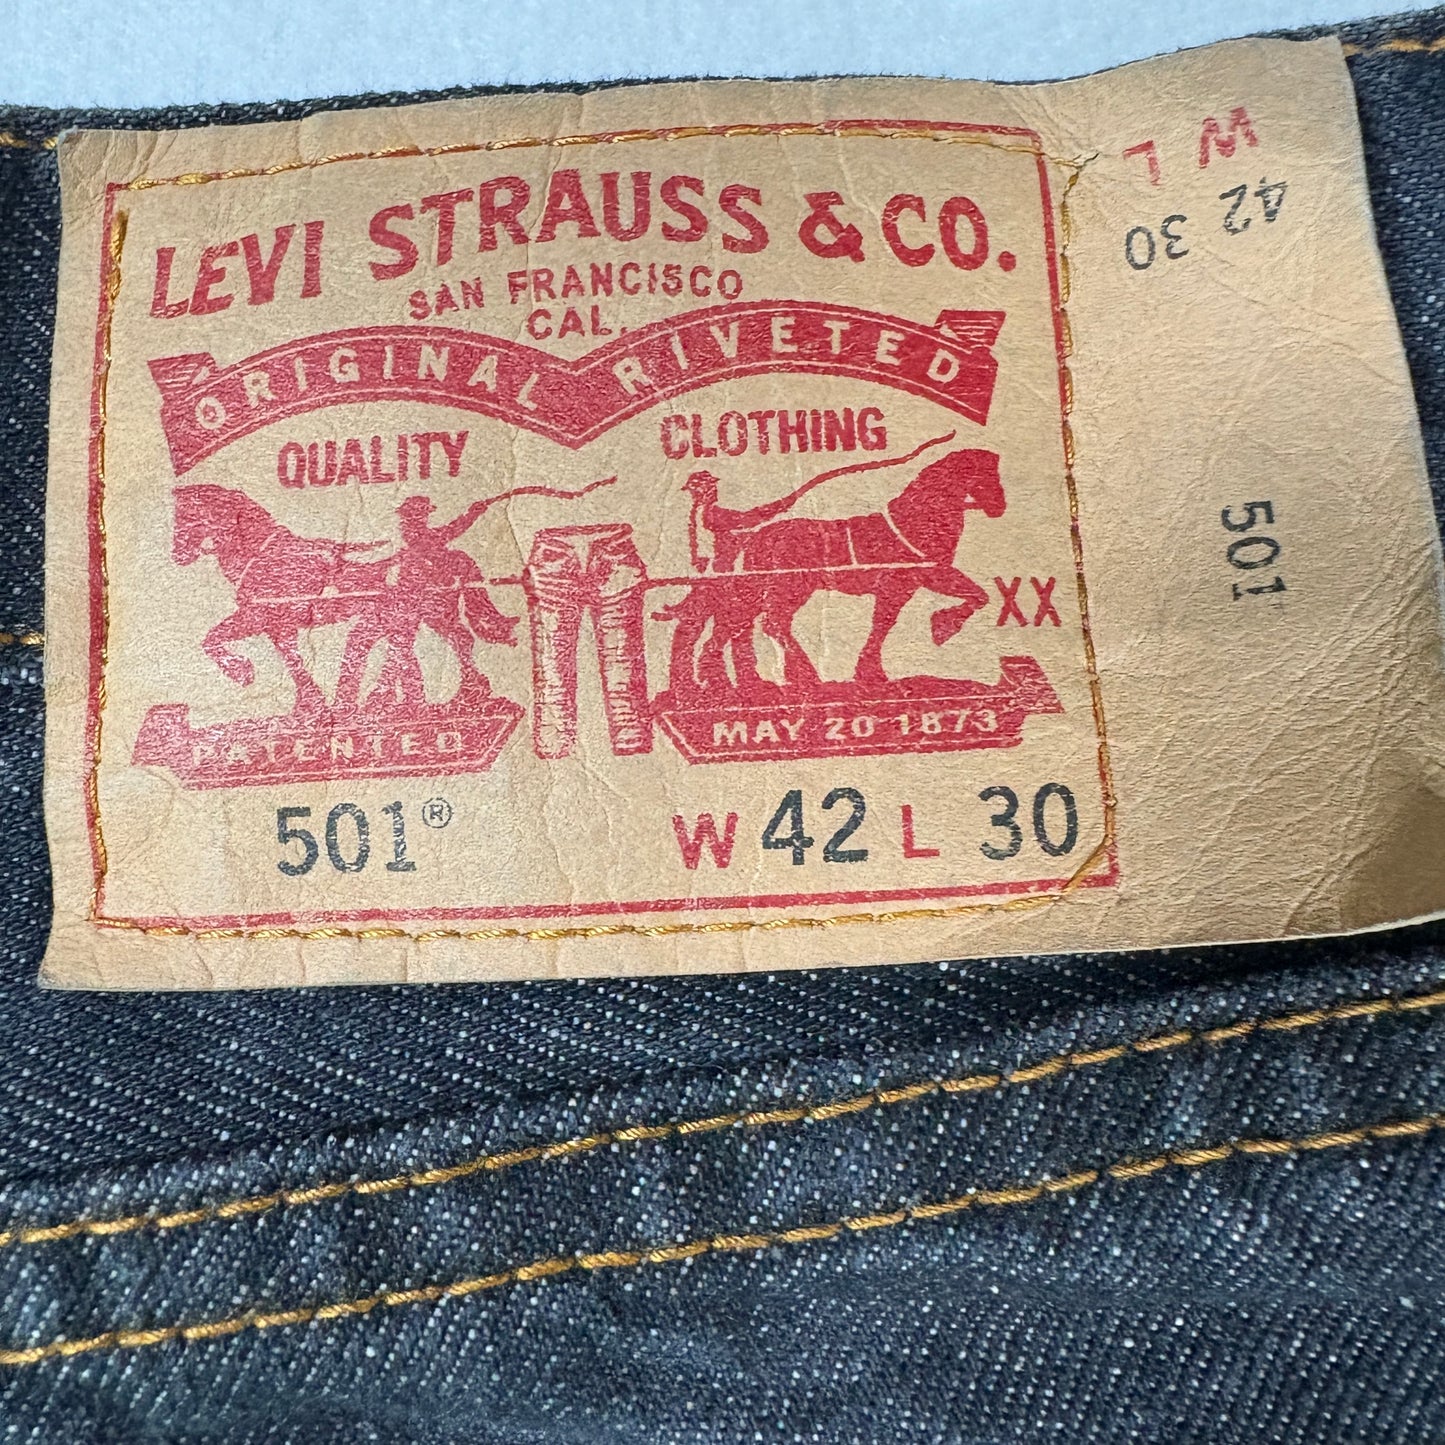 LEVI STRAUSS & CO.
SAN FRANCISCO
CAL.
ORIGINAL RIVETED
QUALITY CLOTHING
XX
PATENTED MAY 20 1873
501® W 42 L 30
W L
42 30
501